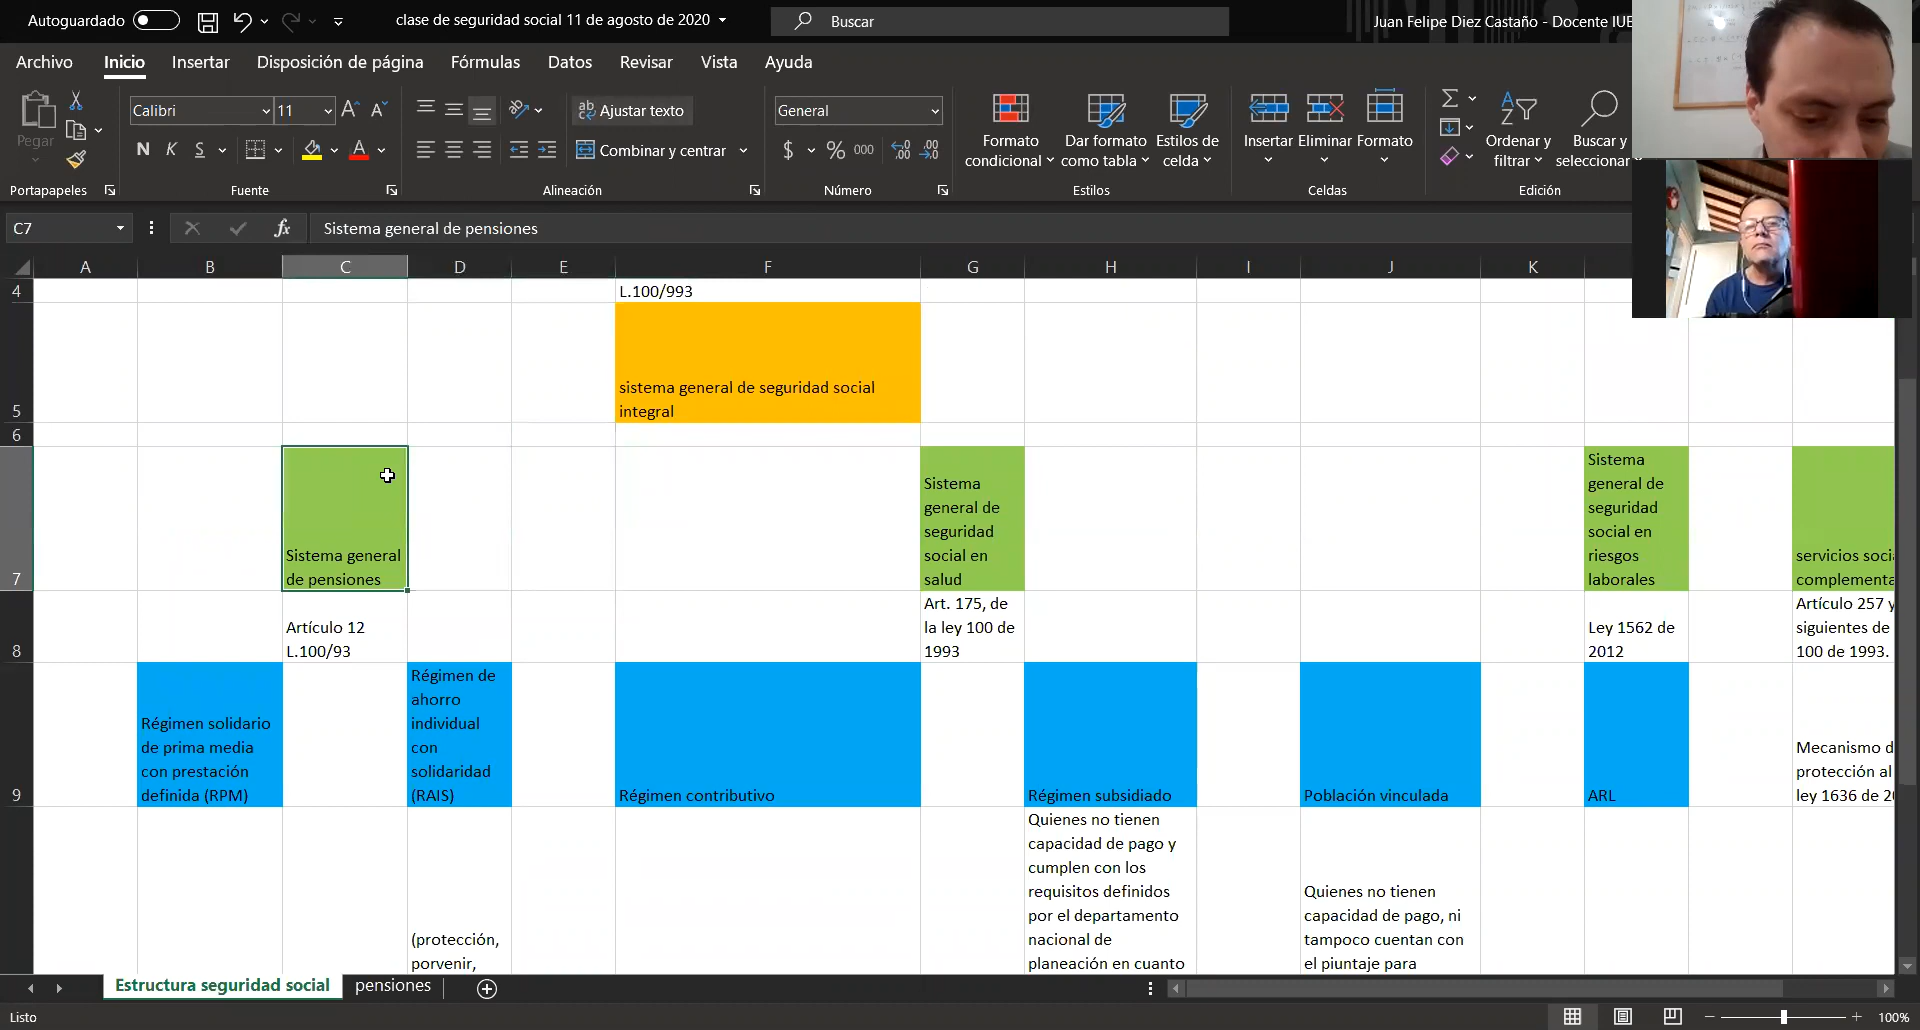 Autoguardado
clase de seguridad social 11 de agosto de 2020
Buscar
Juan Felipe Diez Castaño - Docente IUE
Archivo Inicio Insertar Disposición de página Fórmulas Datos Revisar Vista Ayuda
Pegar
Calibri 11
N K S
Ajustar texto
Combinar y centrar
General
$ % 000
Formato condicional
Dar formato como tabla
Estilos de celda
Insertar Eliminar Formato
Ordenar y filtrar
Buscar y seleccionar
Portapapeles Fuente Alineación Número Estilos Celdas Edición
C7 fx Sistema general de pensiones
A B C D E F G H I J K
4
L.100/993
5
sistema general de seguridad social
integral
6
7
Sistema general
de pensiones
Sistema
general de
seguridad
social en
salud
Sistema
general de
seguridad
social en
riesgos
laborales
servicios soci
complementa
8
Artículo 12
L.100/93
Art. 175, de
la ley 100 de
1993
Ley 1562 de
2012
Artículo 257 y
siguientes de
100 de 1993.
9
Régimen solidario
de prima media
con prestación
definida (RPM)
Régimen de
ahorro
individual
con
solidaridad
(RAIS)
Régimen contributivo
Régimen subsidiado
Población vinculada
ARL
Mecanismo d
protección al
ley 1636 de 20
(protección,
porvenir,
Quienes no tienen
capacidad de pago y
cumplen con los
requisitos definidos
por el departamento
nacional de
planeación en cuanto
Quienes no tienen
capacidad de pago, ni
tampoco cuentan con
el piuntaje para
Estructura seguridad social pensiones
Listo
100%